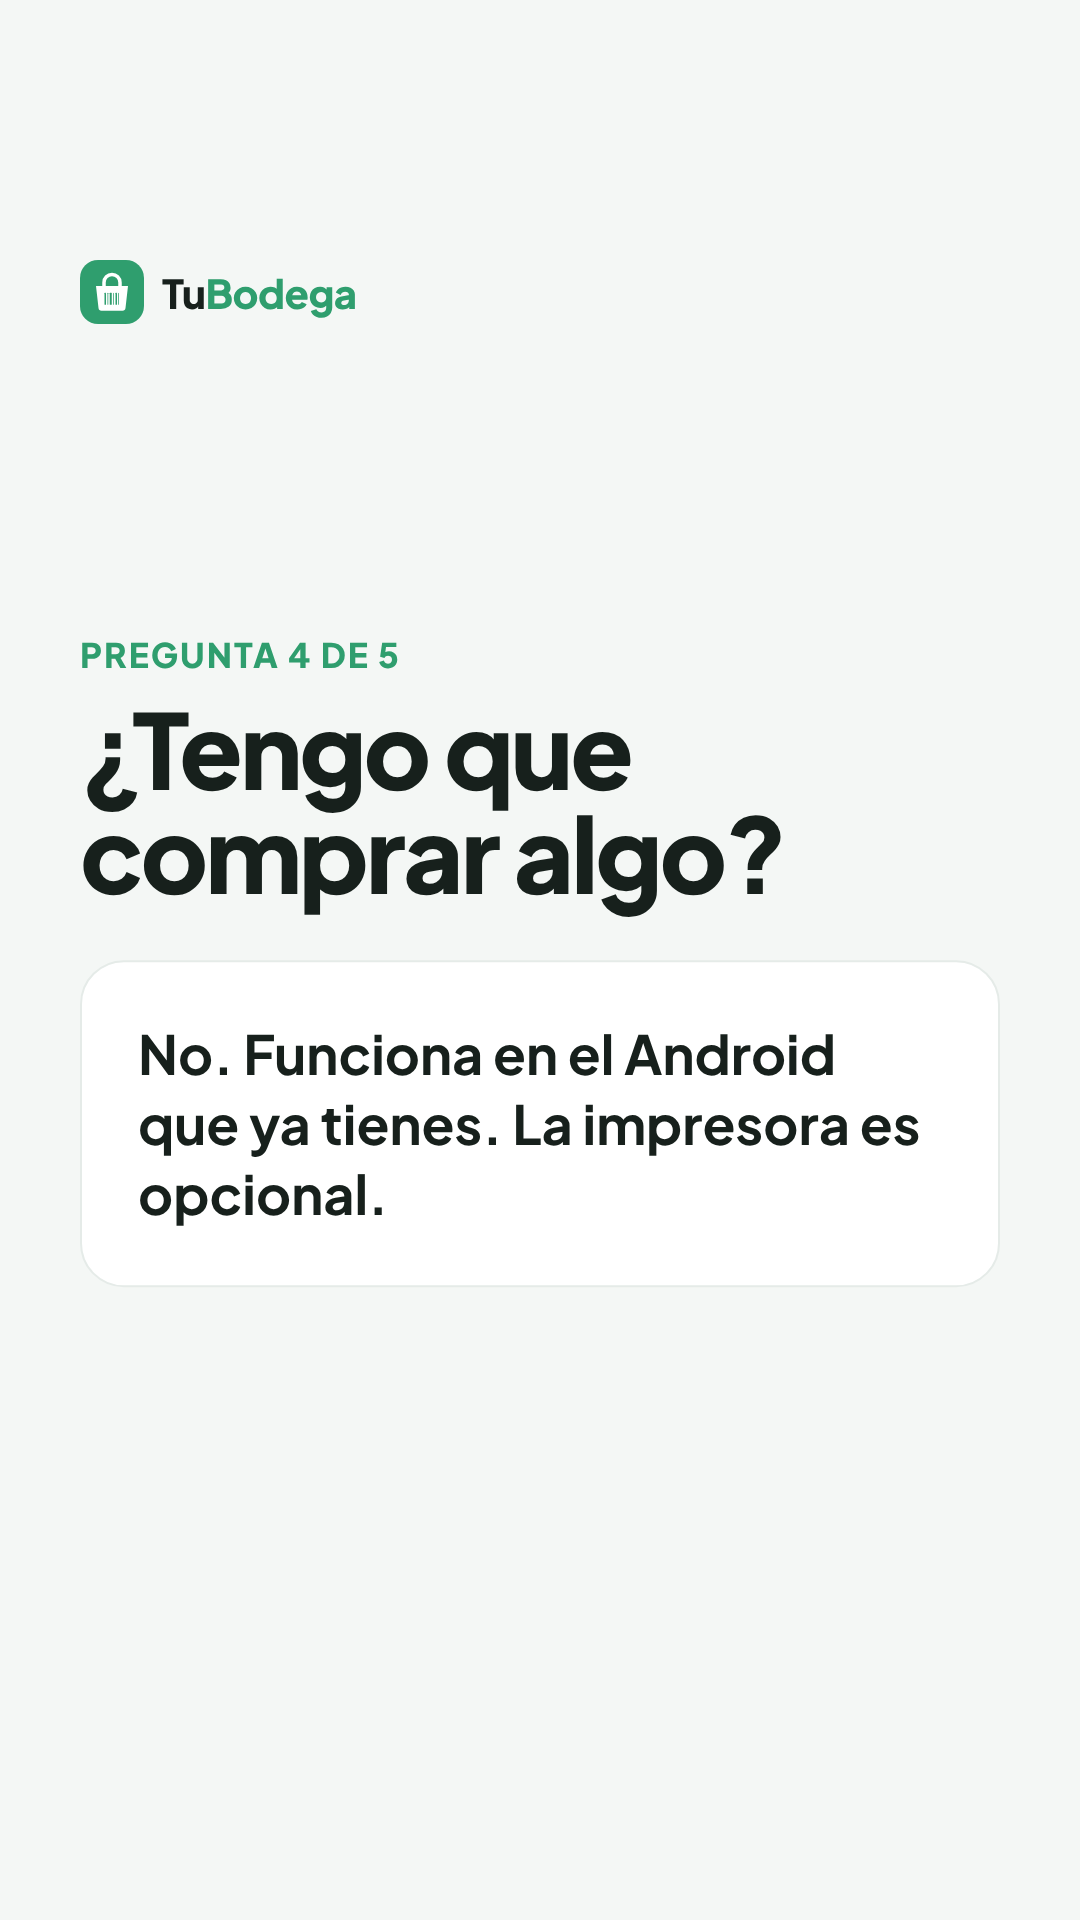 TuBodega
PREGUNTA 4 DE 5
¿Tengo que
comprar algo?
No. Funciona en el Android
que ya tienes. La impresora es
opcional.